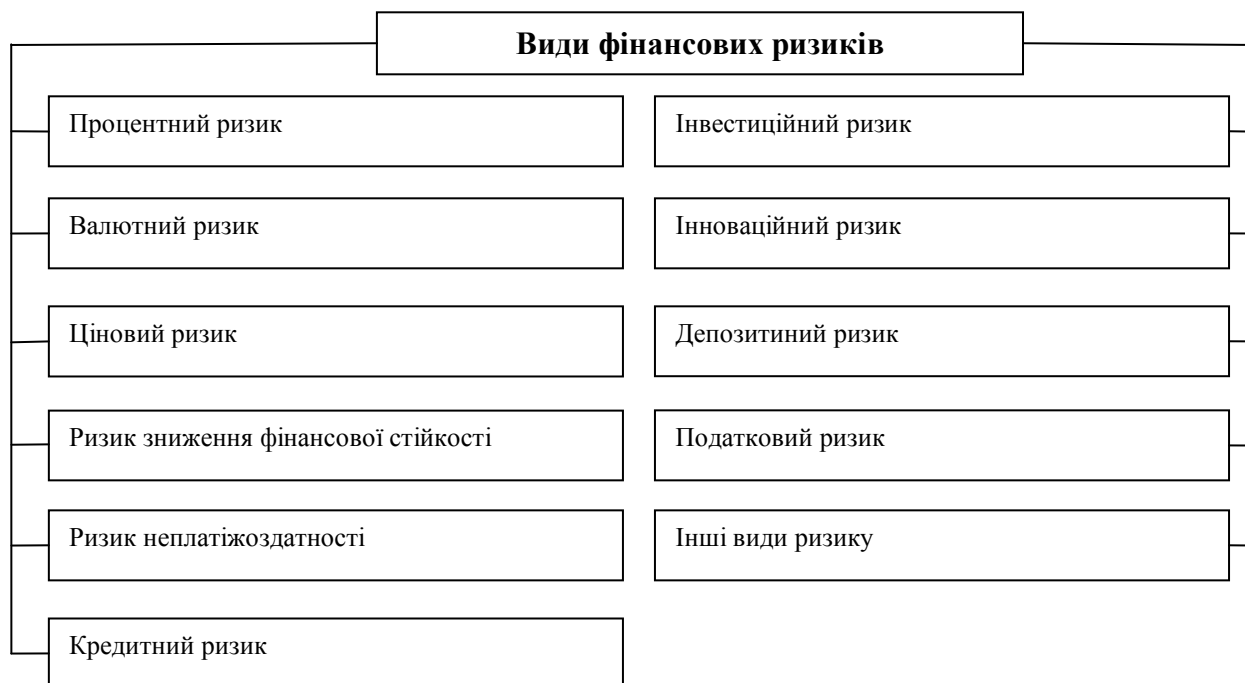 Види фінансових ризиків
Процентний ризик
Валютний ризик
Ціновий ризик
Ризик зниження фінансової стійкості
Ризик неплатіжоздатності
Кредитний ризик
Інвестиційний ризик
Інноваційний ризик
Депозитиний ризик
Податковий ризик
Інші види ризику